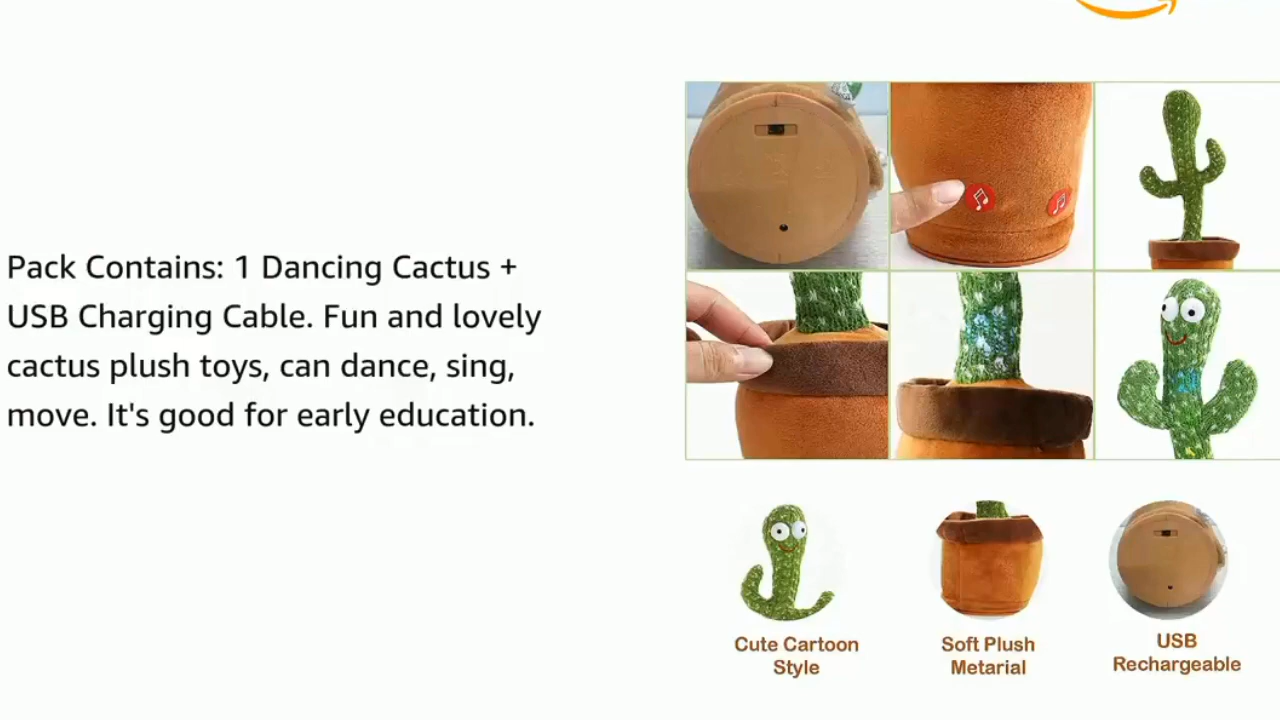 Pack Contains: 1 Dancing Cactus +
USB Charging Cable. Fun and lovely
cactus plush toys, can dance, sing,
move. It's good for early education.
Cute Cartoon
Style
Soft Plush
Metarial
USB
Rechargeable